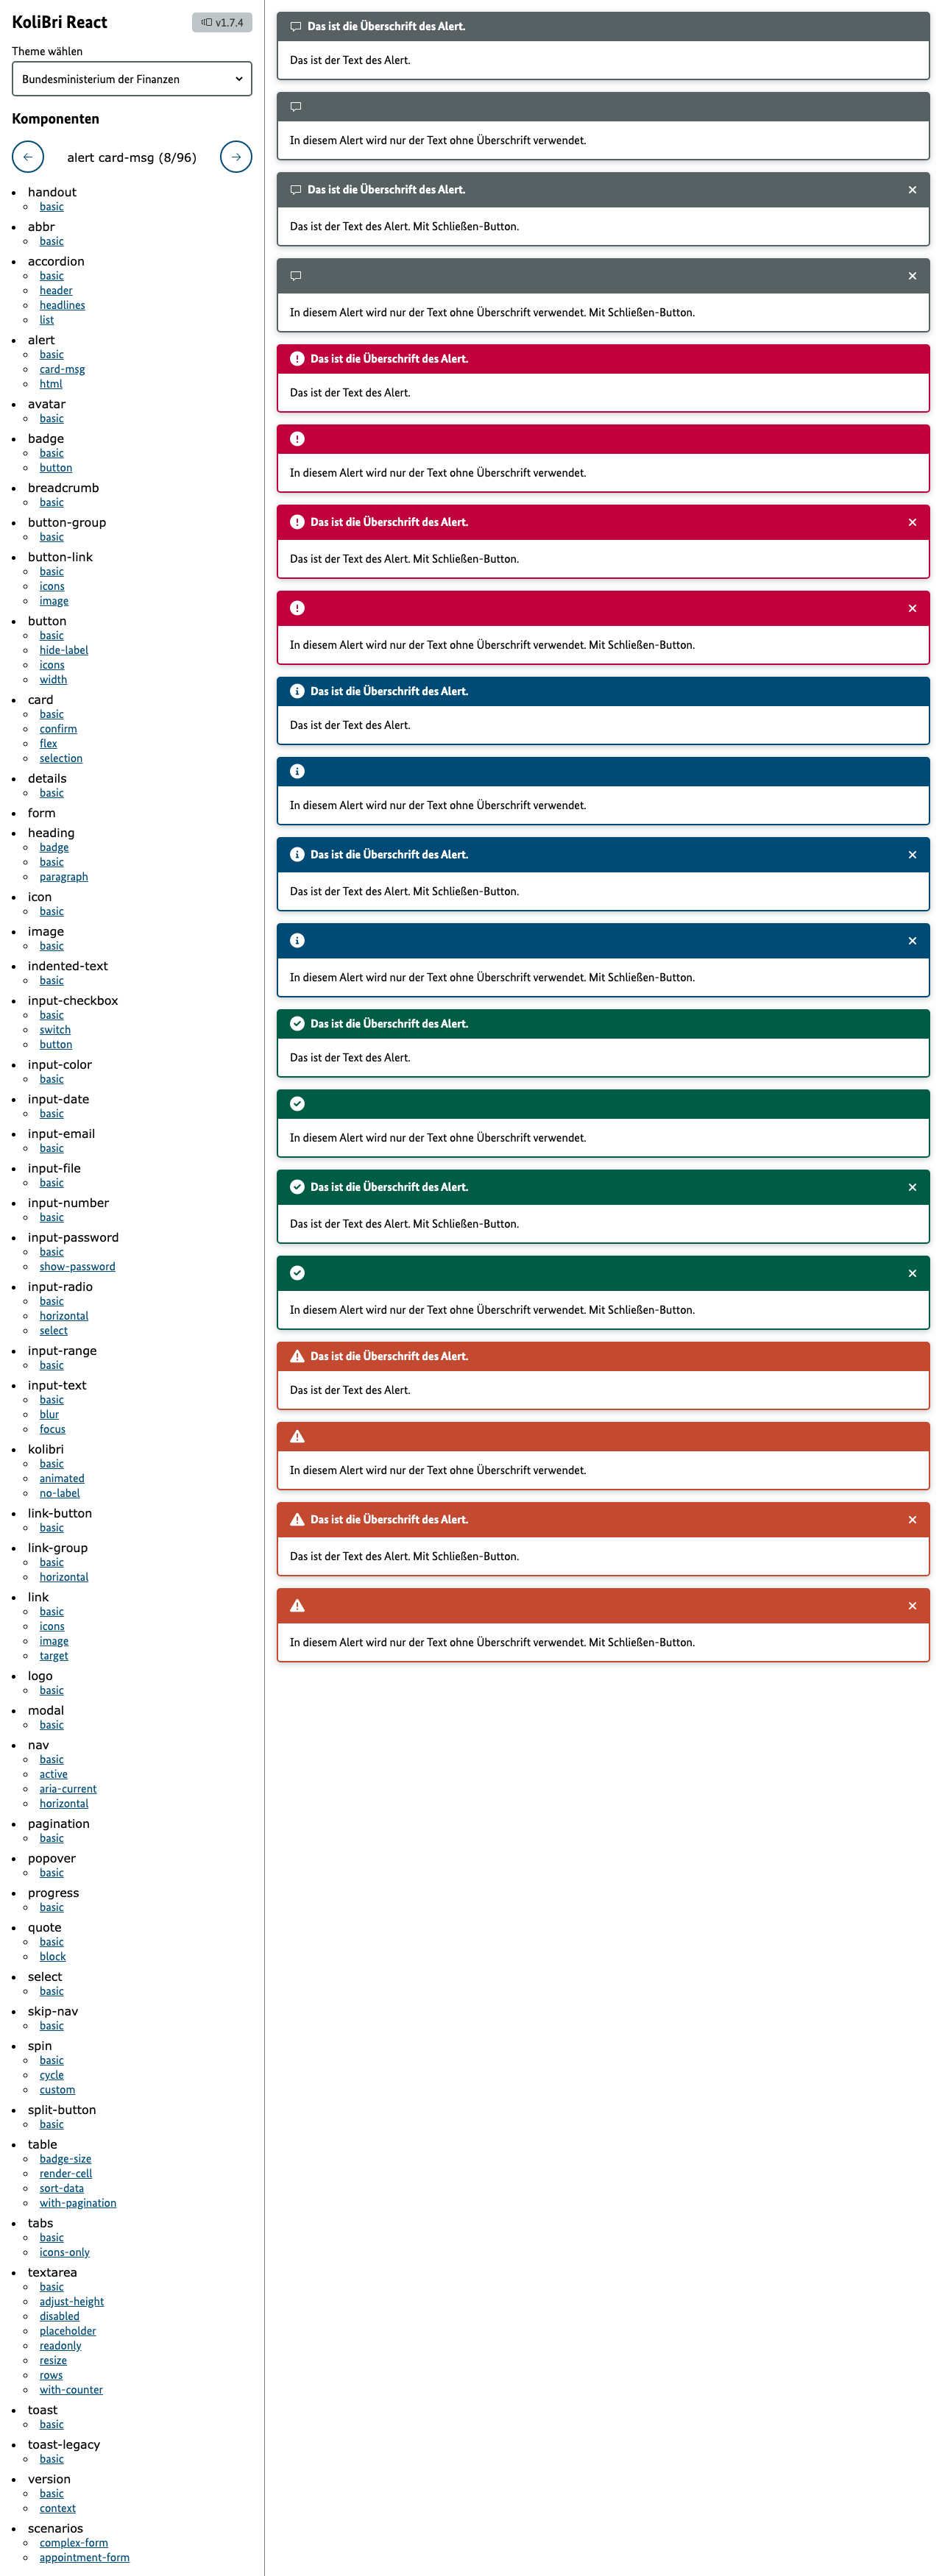 KoliBri React
v1.7.4
Theme wählen
Bundesministerium der Finanzen
Komponenten
alert card-msg (8/96)
handout
basic
abbr
basic
accordion
basic
header
headlines
list
alert
basic
card-msg
html
avatar
basic
badge
basic
button
breadcrumb
basic
button-group
basic
button-link
basic
icons
image
button
basic
hide-label
icons
width
card
basic
confirm
flex
selection
details
basic
form
heading
badge
basic
paragraph
icon
basic
image
basic
indented-text
basic
input-checkbox
basic
switch
button
input-color
basic
input-date
basic
input-email
basic
input-file
basic
input-number
basic
input-password
basic
show-password
input-radio
basic
horizontal
select
input-range
basic
input-text
basic
blur
focus
kolibri
basic
animated
no-label
link-button
basic
link-group
basic
horizontal
link
basic
icons
image
target
logo
basic
modal
basic
nav
basic
active
aria-current
horizontal
pagination
basic
popover
basic
progress
basic
quote
basic
block
select
basic
skip-nav
basic
spin
basic
cycle
custom
split-button
basic
table
badge-size
render-cell
sort-data
with-pagination
tabs
basic
icons-only
textarea
basic
adjust-height
disabled
placeholder
readonly
resize
rows
with-counter
toast
basic
toast-legacy
basic
version
basic
context
scenarios
complex-form
appointment-form
Das ist die Überschrift des Alert.
Das ist der Text des Alert.
In diesem Alert wird nur der Text ohne Überschrift verwendet.
Das ist die Überschrift des Alert.
Das ist der Text des Alert. Mit Schließen-Button.
In diesem Alert wird nur der Text ohne Überschrift verwendet. Mit Schließen-Button.
Das ist die Überschrift des Alert.
Das ist der Text des Alert.
In diesem Alert wird nur der Text ohne Überschrift verwendet.
Das ist die Überschrift des Alert.
Das ist der Text des Alert. Mit Schließen-Button.
In diesem Alert wird nur der Text ohne Überschrift verwendet. Mit Schließen-Button.
Das ist die Überschrift des Alert.
Das ist der Text des Alert.
In diesem Alert wird nur der Text ohne Überschrift verwendet.
Das ist die Überschrift des Alert.
Das ist der Text des Alert. Mit Schließen-Button.
In diesem Alert wird nur der Text ohne Überschrift verwendet. Mit Schließen-Button.
Das ist die Überschrift des Alert.
Das ist der Text des Alert.
In diesem Alert wird nur der Text ohne Überschrift verwendet.
Das ist die Überschrift des Alert.
Das ist der Text des Alert. Mit Schließen-Button.
In diesem Alert wird nur der Text ohne Überschrift verwendet. Mit Schließen-Button.
Das ist die Überschrift des Alert.
Das ist der Text des Alert.
In diesem Alert wird nur der Text ohne Überschrift verwendet.
Das ist die Überschrift des Alert.
Das ist der Text des Alert. Mit Schließen-Button.
In diesem Alert wird nur der Text ohne Überschrift verwendet. Mit Schließen-Button.